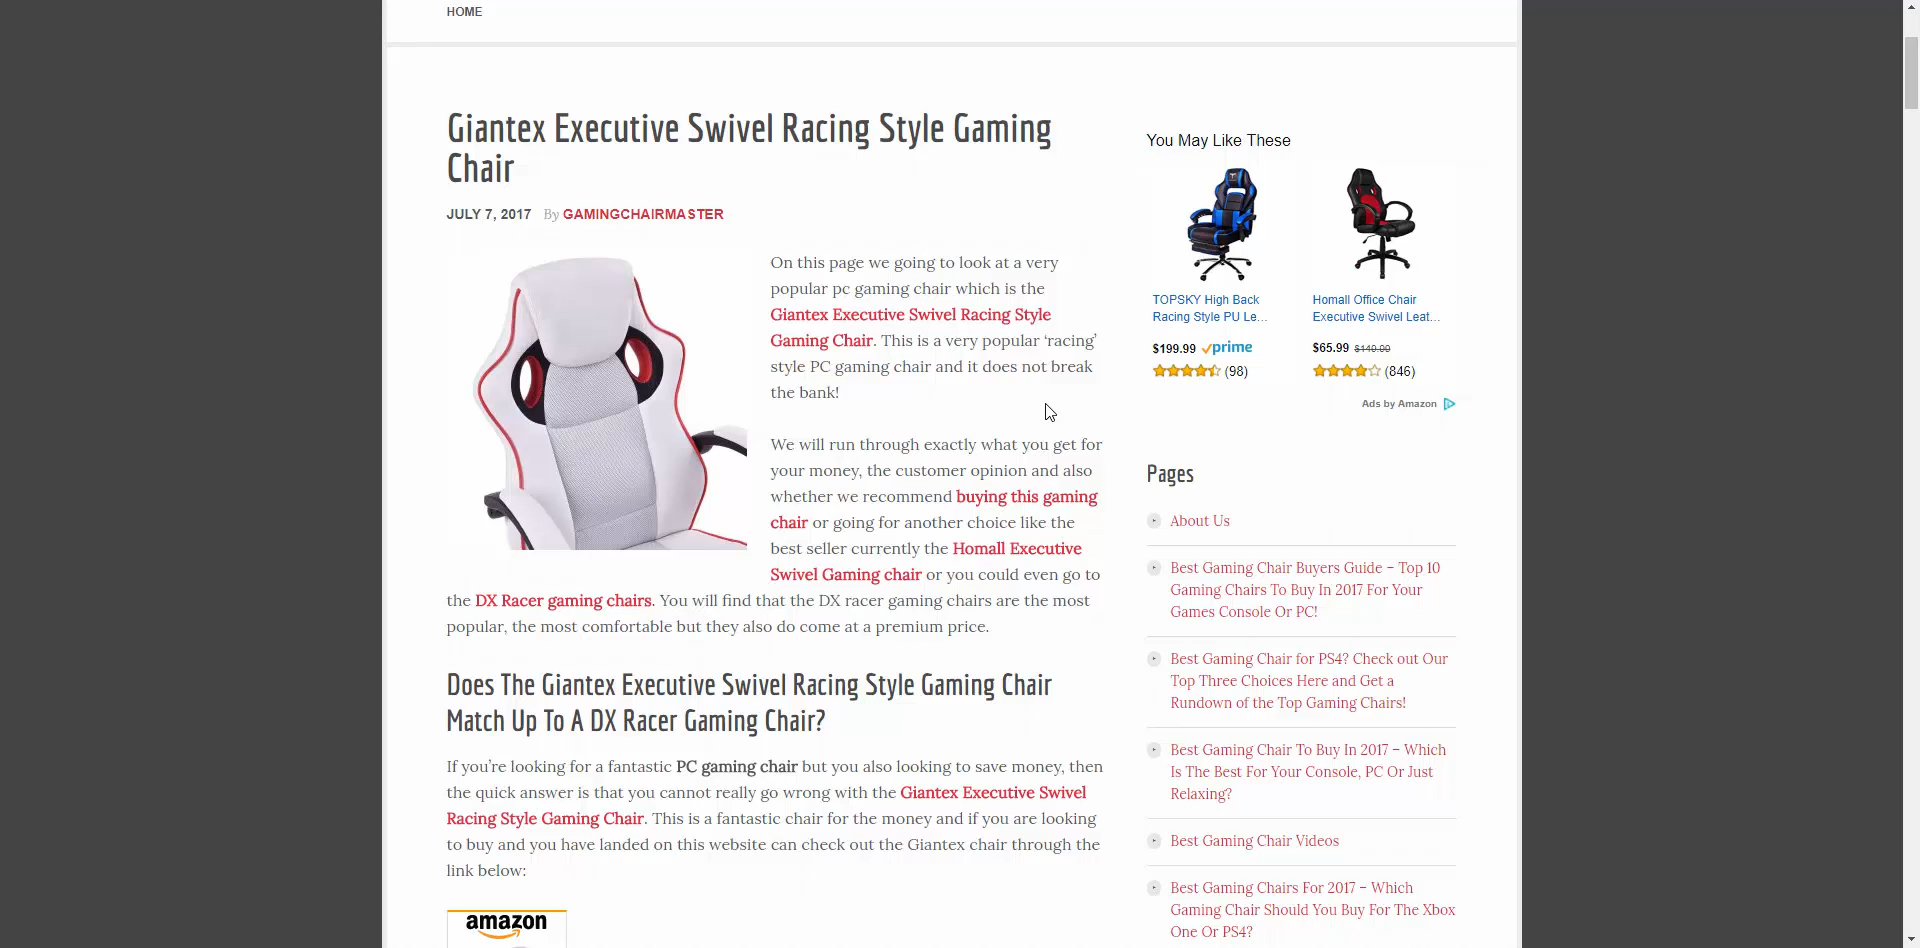 HOME
Giantex Executive Swivel Racing Style Gaming
Chair
JULY 7, 2017 By GAMINGCHAIRMASTER
On this page we going to look at a very
popular pc gaming chair which is the
Giantex Executive Swivel Racing Style
Gaming Chair. This is a very popular ‘racing’
style PC gaming chair and it does not break
the bank!
We will run through exactly what you get for
your money, the customer opinion and also
whether we recommend buying this gaming
chair or going for another choice like the
best seller currently the Homall Executive
Swivel Gaming chair or you could even go to
the DX Racer gaming chairs. You will find that the DX racer gaming chairs are the most
popular, the most comfortable but they also do come at a premium price.
Does The Giantex Executive Swivel Racing Style Gaming Chair
Match Up To A DX Racer Gaming Chair?
If you’re looking for a fantastic PC gaming chair but you also looking to save money, then
the quick answer is that you cannot really go wrong with the Giantex Executive Swivel
Racing Style Gaming Chair. This is a fantastic chair for the money and if you are looking
to buy and you have landed on this website can check out the Giantex chair through the
link below:
amazon
You May Like These
TOPSKY High Back
Racing Style PU Le...
$199.99 prime
(98)
Homall Office Chair
Executive Swivel Leat...
$65.99 $140.00
(846)
Ads by Amazon
Pages
About Us
Best Gaming Chair Buyers Guide – Top 10
Gaming Chairs To Buy In 2017 For Your
Games Console Or PC!
Best Gaming Chair for PS4? Check out Our
Top Three Choices Here and Get a
Rundown of the Top Gaming Chairs!
Best Gaming Chair To Buy In 2017 – Which
Is The Best For Your Console, PC Or Just
Relaxing?
Best Gaming Chair Videos
Best Gaming Chairs For 2017 – Which
Gaming Chair Should You Buy For The Xbox
One Or PS4?